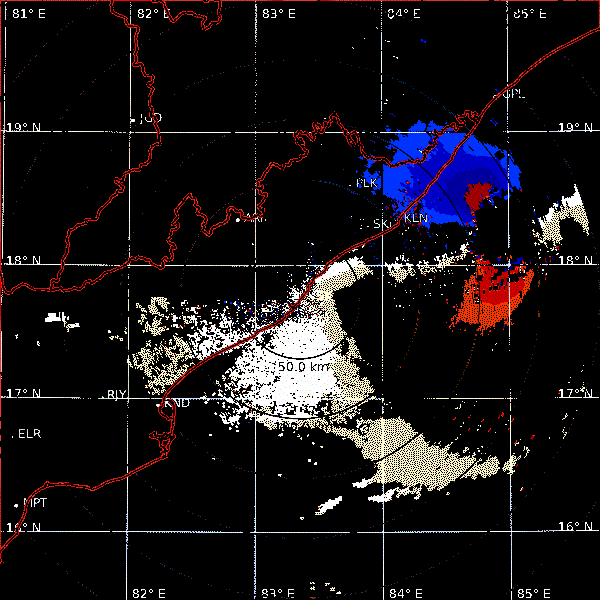 81° E 82° E 83° E 84° E 85° E
GPL
JGD
19° N 19° N
PLK
SKL KLN
18° N 18° N
50.0 km
17° N 17° N
RJY KND
ELR
MPT
16° N 16° N
82° E 83° E 84° E 85° E